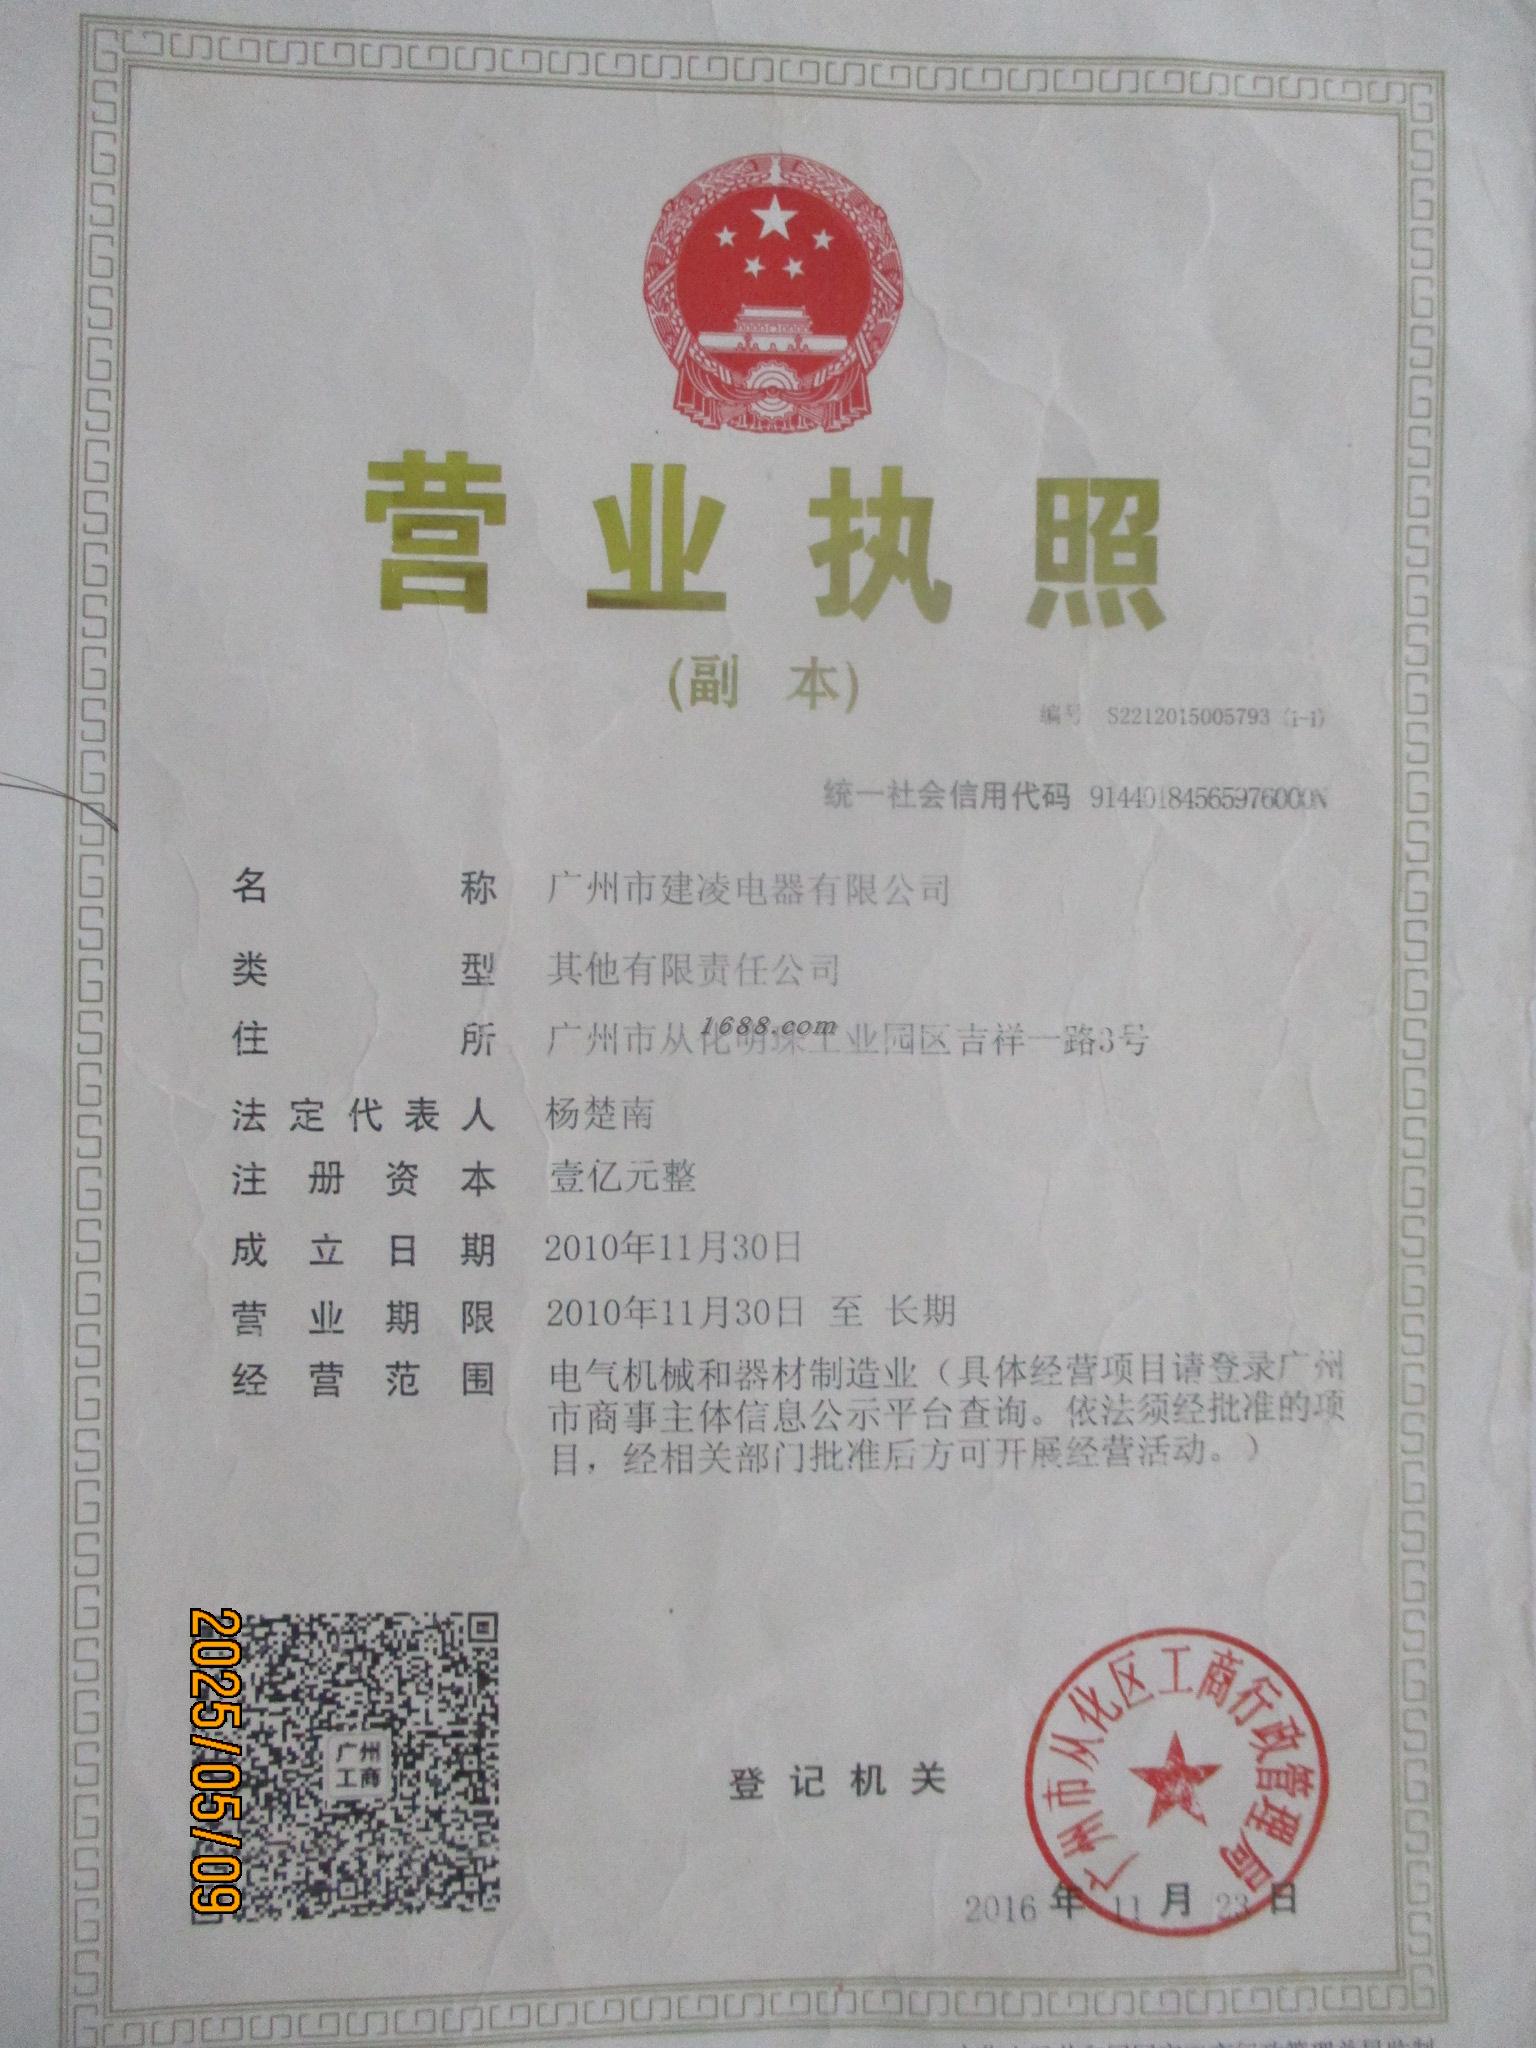 营业执照
(副 本)
编号 S2212015005793 (1-1)
统一社会信用代码 91440184565976000N
名称 广州市建凌电器有限公司
类型 其他有限责任公司
住所 广州市从化明珠工业园区吉祥一路3号
1688.com
法定代表人 杨楚南
注册资本 壹亿元整
成立日期 2010年11月30日
营业期限 2010年11月30日 至 长期
经营范围 电气机械和器材制造业（具体经营项目请登录广州
市商事主体信息公示平台查询。依法须经批准的项
目，经相关部门批准后方可开展经营活动。）
2025/05/09
广州
工商
登记机关
广州市从化区工商行政管理局
2016 年 11 月 23 日